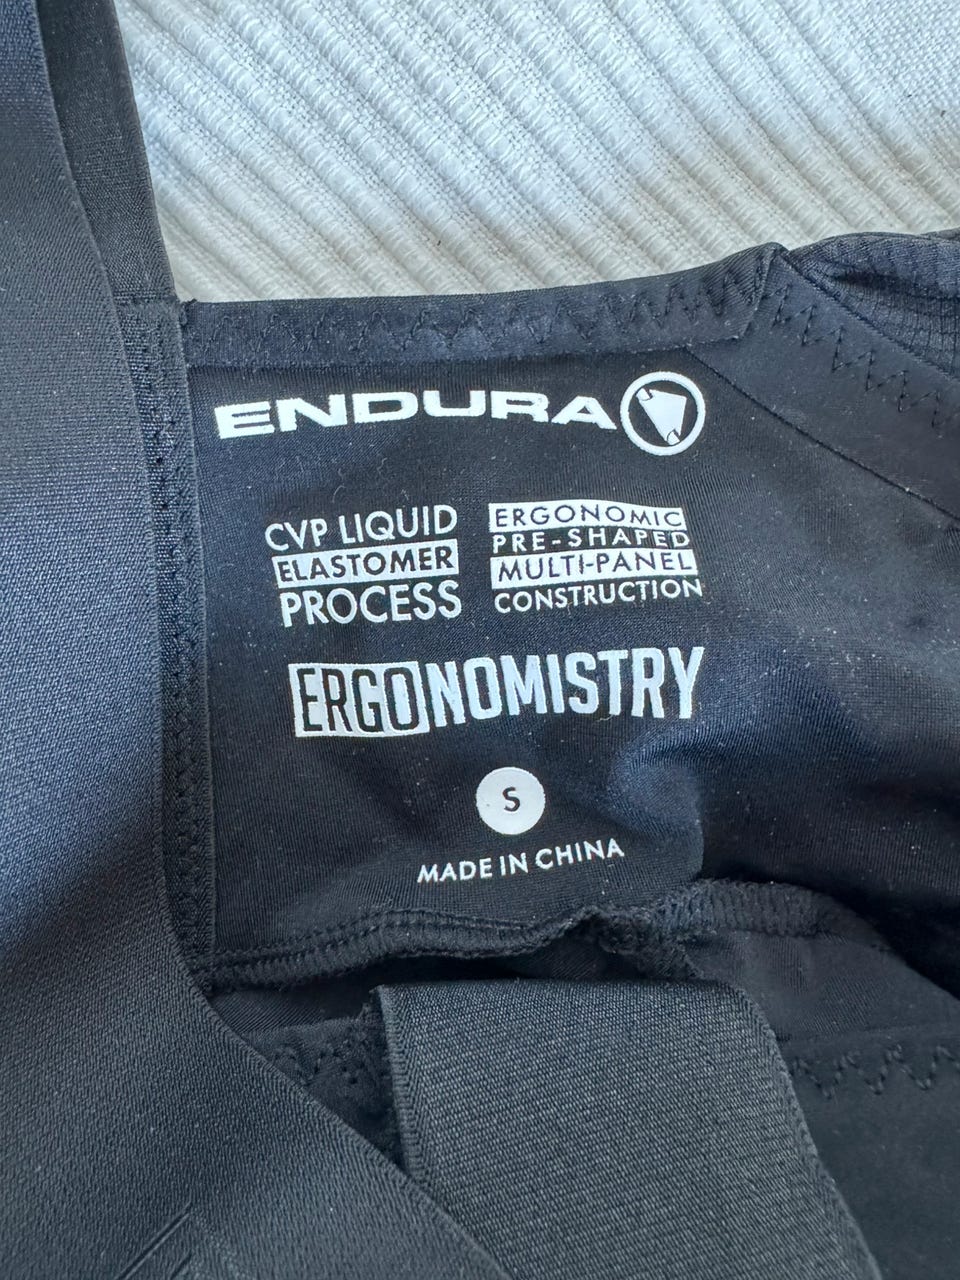 ENDURA
CVP LIQUID
ELASTOMER
PROCESS
ERGONOMIC
PRE-SHAPED
MULTI-PANEL
CONSTRUCTION
ERGONOMISTRY
S
MADE IN CHINA